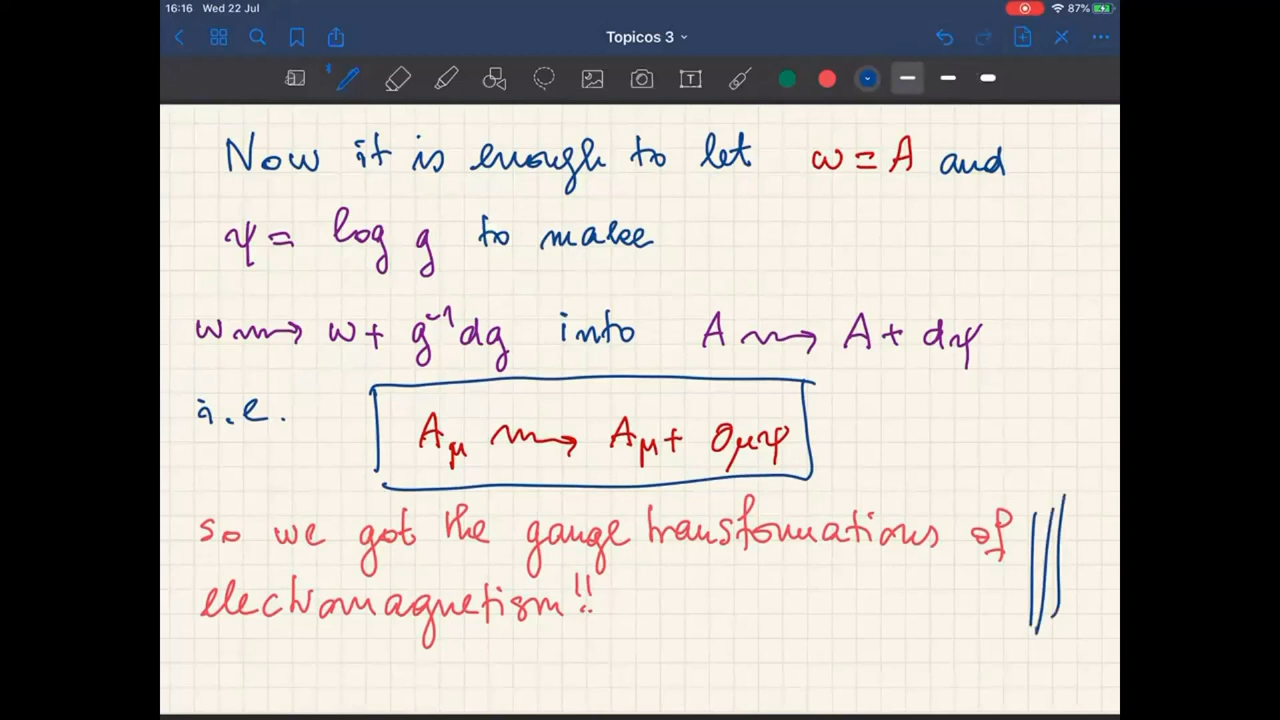 16:16 Wed 22 Jul 87%
Topicos 3
Now it is enough to let ω = A and
ψ = log g to make
ω ⟿ ω + g⁻¹dg into A ⟿ A + dψ
i.e.
A_μ ⟿ A_μ + ∂_μψ
so we got the gauge transformations of
electromagnetism!!